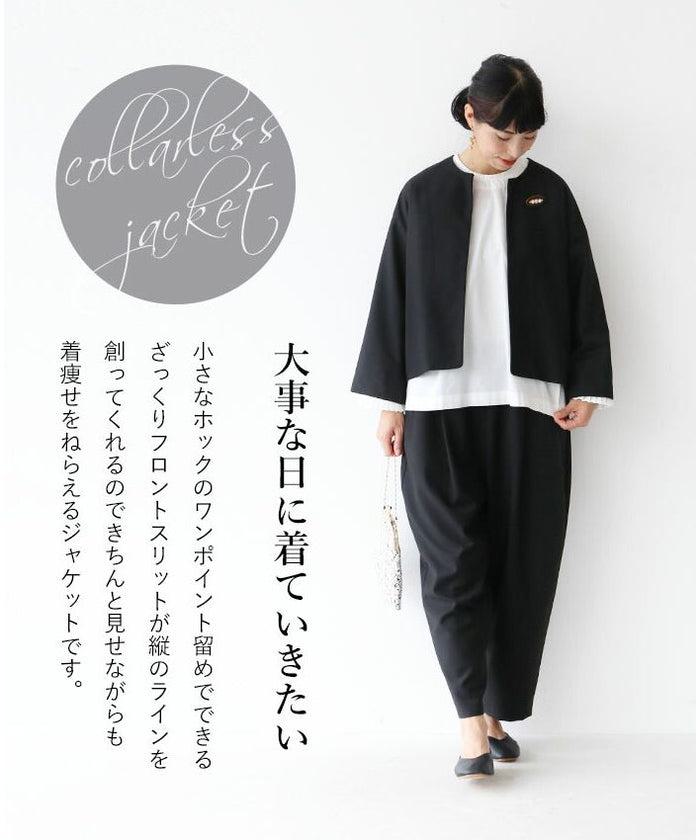 collarless
jacket
大事な日に着ていきたい
小さなホックのワンポイント留めでできる
ざっくりフロントスリットが縦のラインを
創ってくれるのできちんと見せながらも
着痩せをねらえるジャケットです。